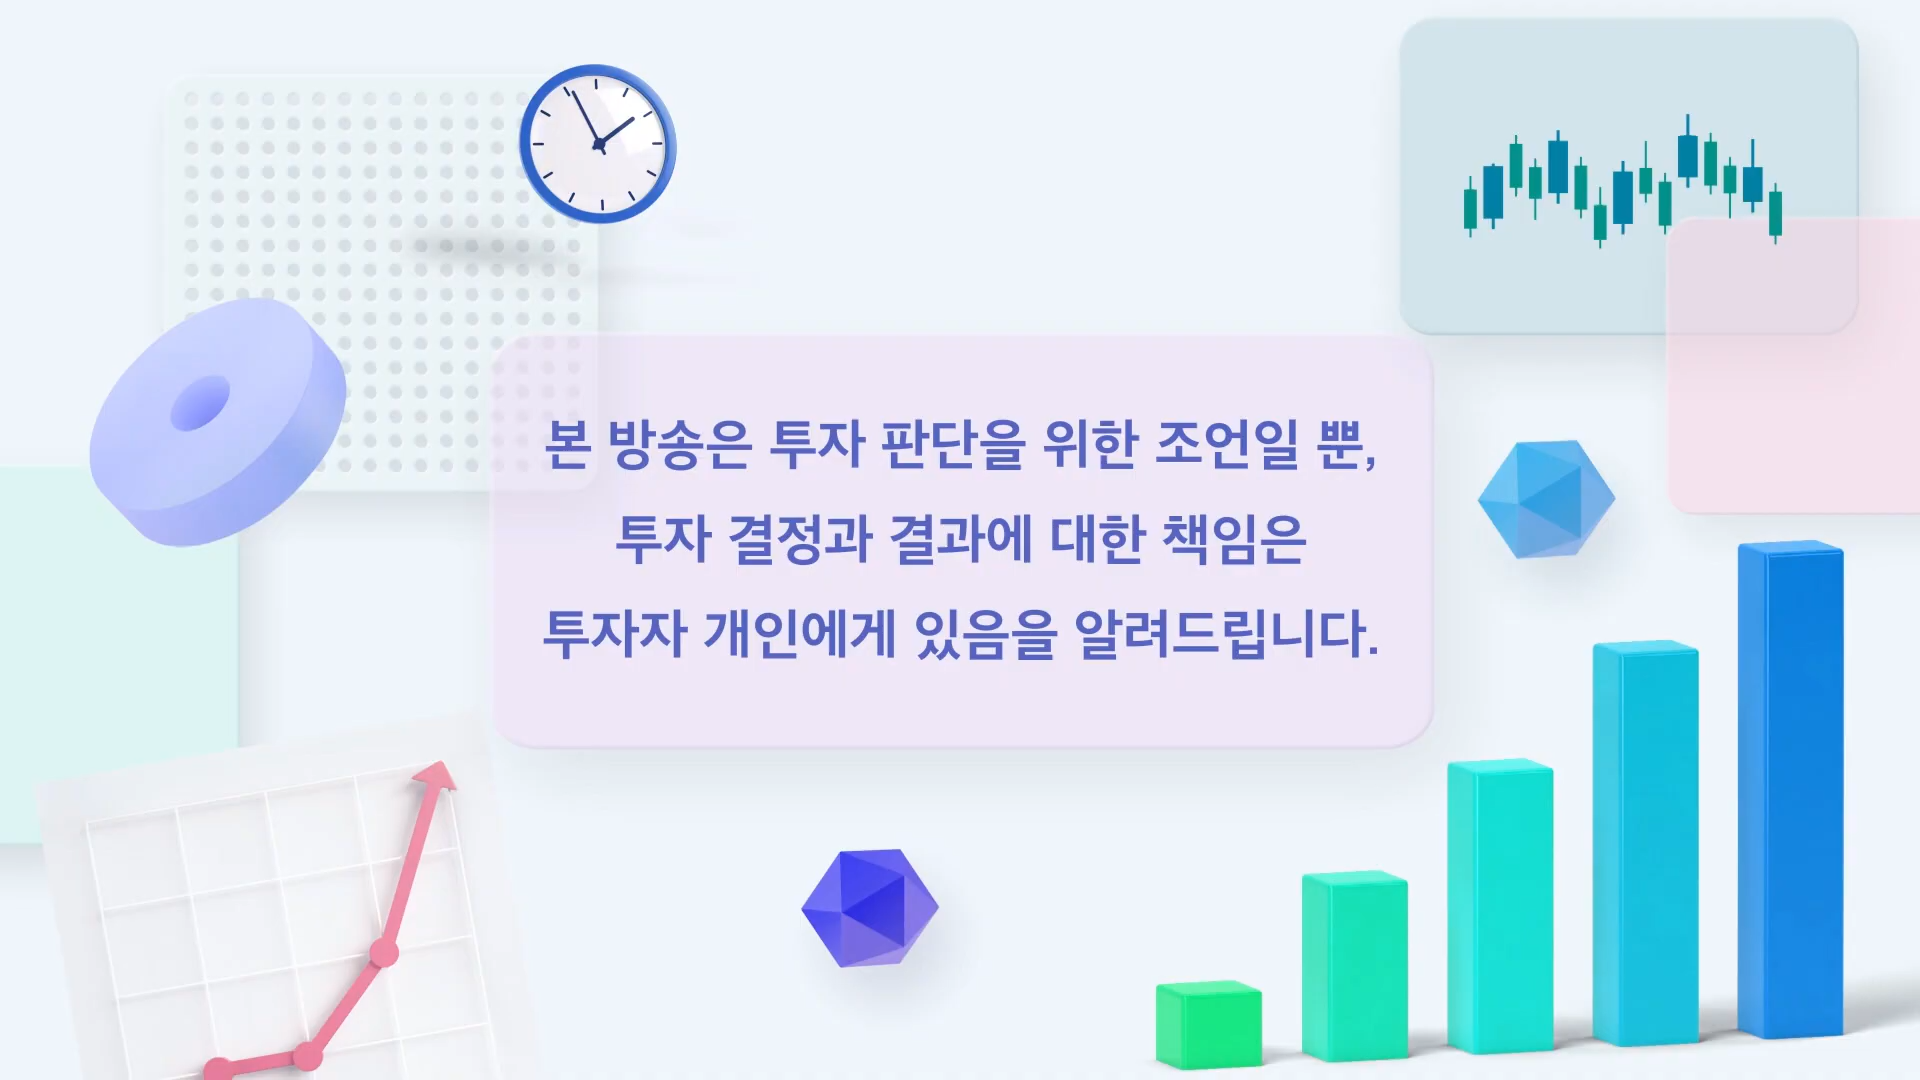 본 방송은 투자 판단을 위한 조언일 뿐,
투자 결정과 결과에 대한 책임은
투자자 개인에게 있음을 알려드립니다.